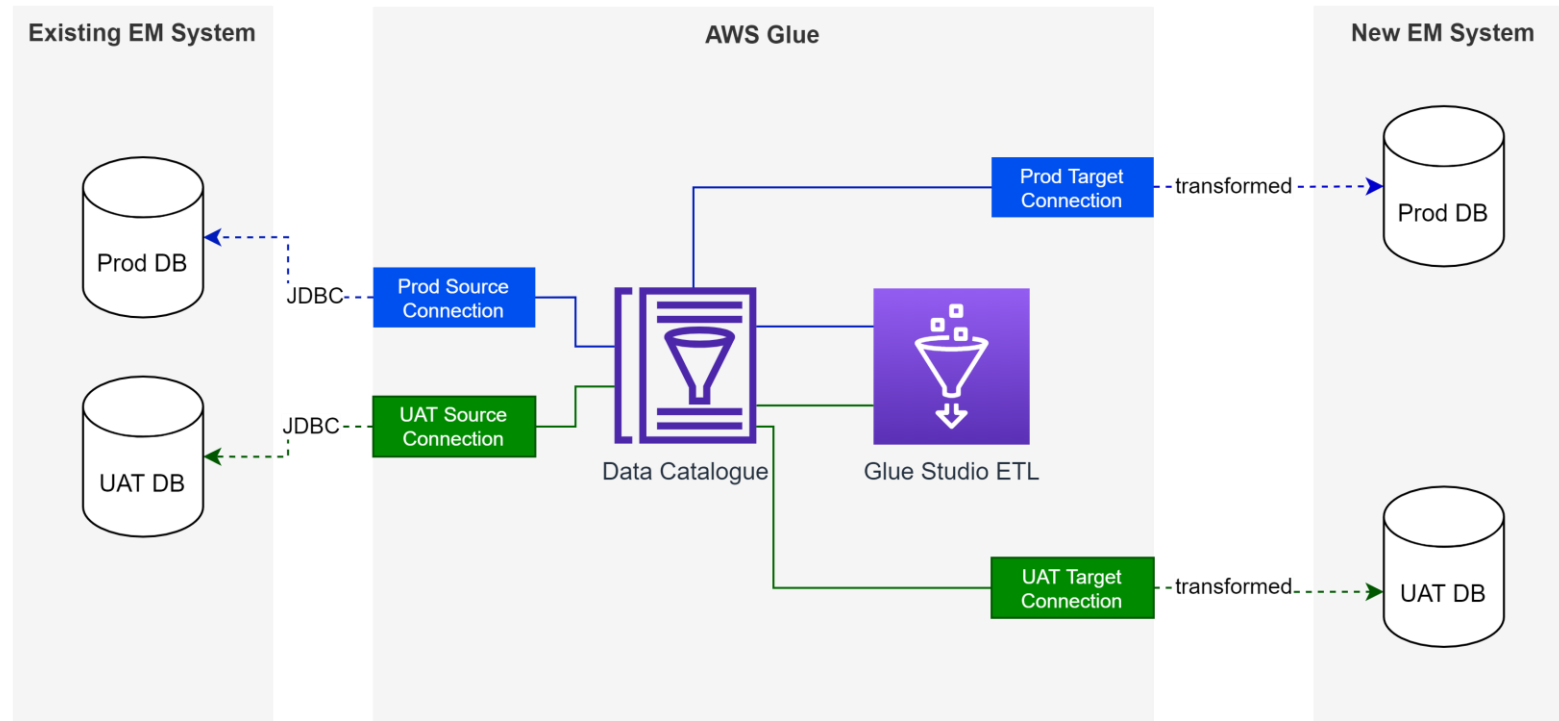 Existing EM System
AWS Glue
New EM System
Prod DB
JDBC
Prod Source
Connection
UAT DB
JDBC
UAT Source
Connection
Data Catalogue
Glue Studio ETL
Prod Target
Connection
transformed
Prod DB
UAT Target
Connection
transformed
UAT DB